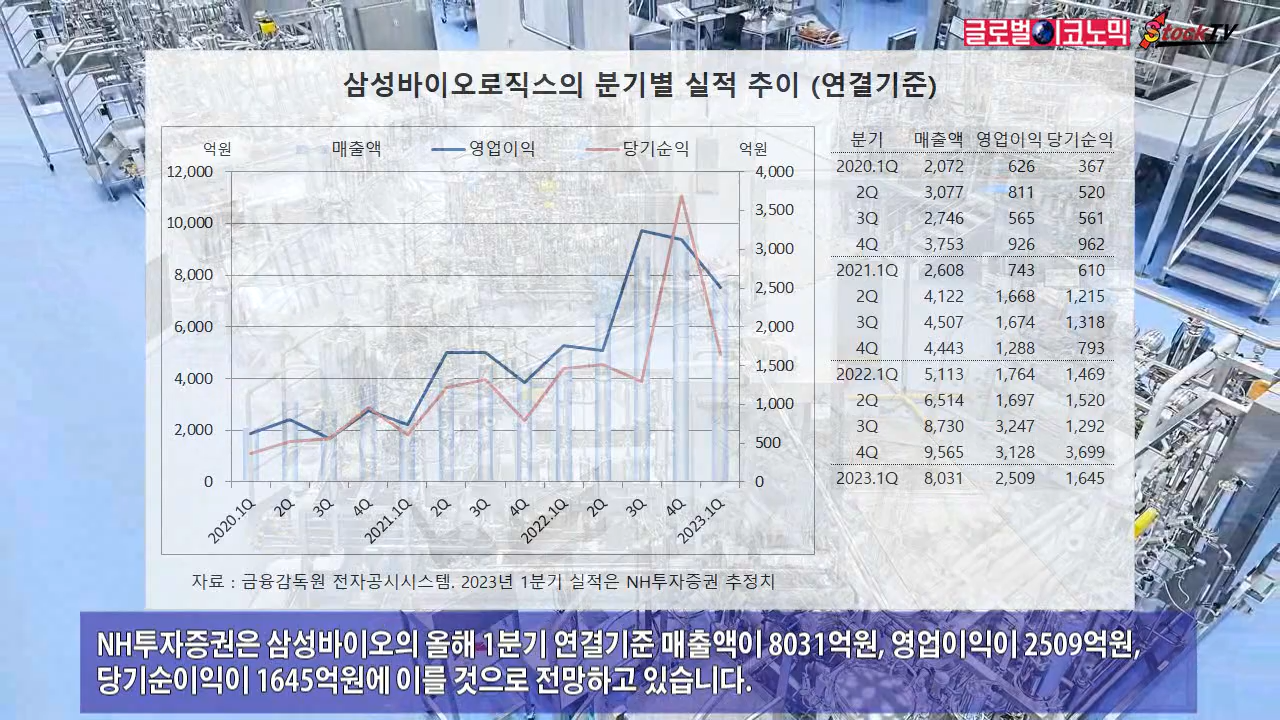 글로벌이코노믹 StockTV
삼성바이오로직스의 분기별 실적 추이 (연결기준)
억원 매출액 영업이익 당기순익 억원
12,000
10,000
8,000
6,000
4,000
2,000
0
4,000
3,500
3,000
2,500
2,000
1,500
1,000
500
0
2020.1Q 2Q 3Q 4Q 2021.1Q 2Q 3Q 4Q 2022.1Q 2Q 3Q 4Q 2023.1Q
분기 매출액 영업이익 당기순익
2020.1Q 2,072 626 367
2Q 3,077 811 520
3Q 2,746 565 561
4Q 3,753 926 962
2021.1Q 2,608 743 610
2Q 4,122 1,668 1,215
3Q 4,507 1,674 1,318
4Q 4,443 1,288 793
2022.1Q 5,113 1,764 1,469
2Q 6,514 1,697 1,520
3Q 8,730 3,247 1,292
4Q 9,565 3,128 3,699
2023.1Q 8,031 2,509 1,645
자료 : 금융감독원 전자공시시스템. 2023년 1분기 실적은 NH투자증권 추정치
NH투자증권은 삼성바이오의 올해 1분기 연결기준 매출액이 8031억원, 영업이익이 2509억원,
당기순이익이 1645억원에 이를 것으로 전망하고 있습니다.